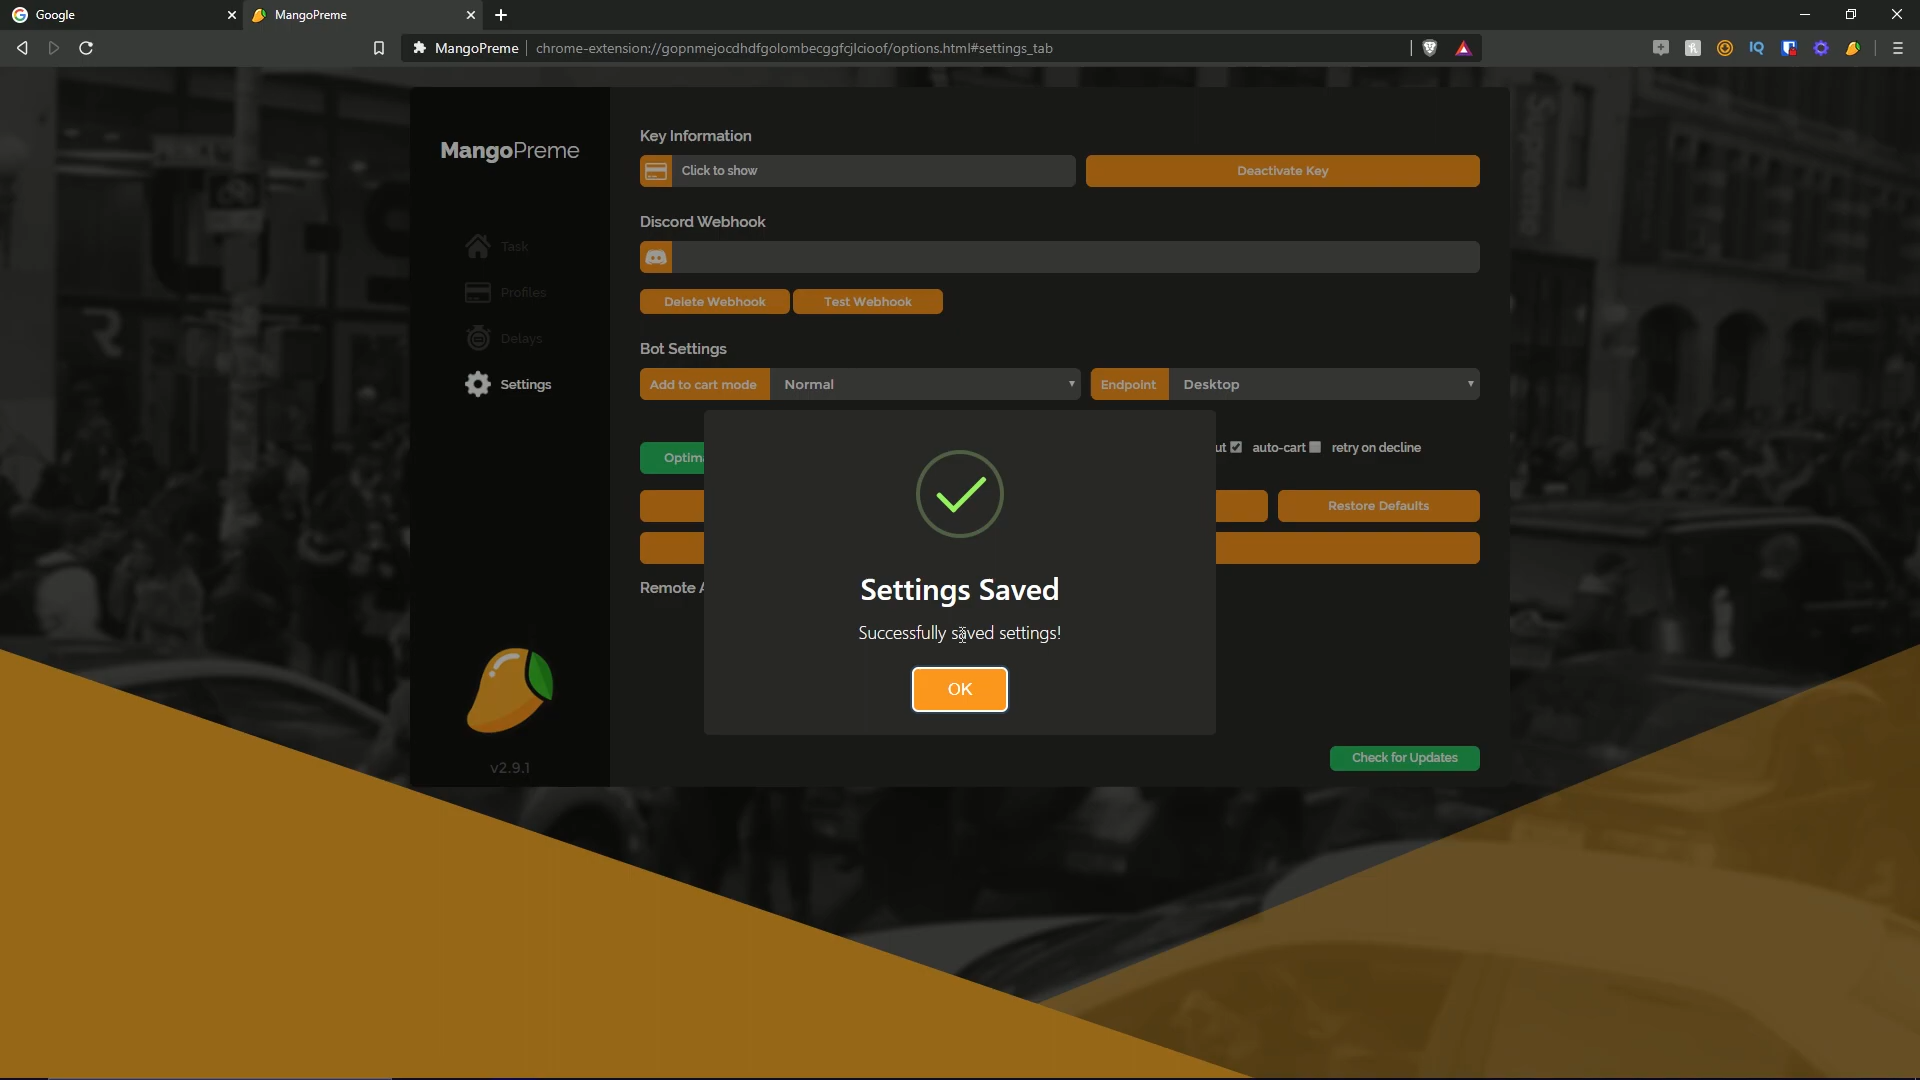 Google
MangoPreme
MangoPreme
chrome-extension://gopnmejocdhdfgolombecggfcjlcioof/options.html#settings_tab
IQ
MangoPreme
Task
Profiles
Delays
Settings
v2.9.1
Key Information
Click to show
Deactivate Key
Discord Webhook
Delete Webhook
Test Webhook
Bot Settings
Add to cart mode
Normal
Endpoint
Desktop
Optima
ut
auto-cart
retry on decline
Restore Defaults
Remote A
Settings Saved
Successfully saved settings!
OK
Check for Updates
Supreme